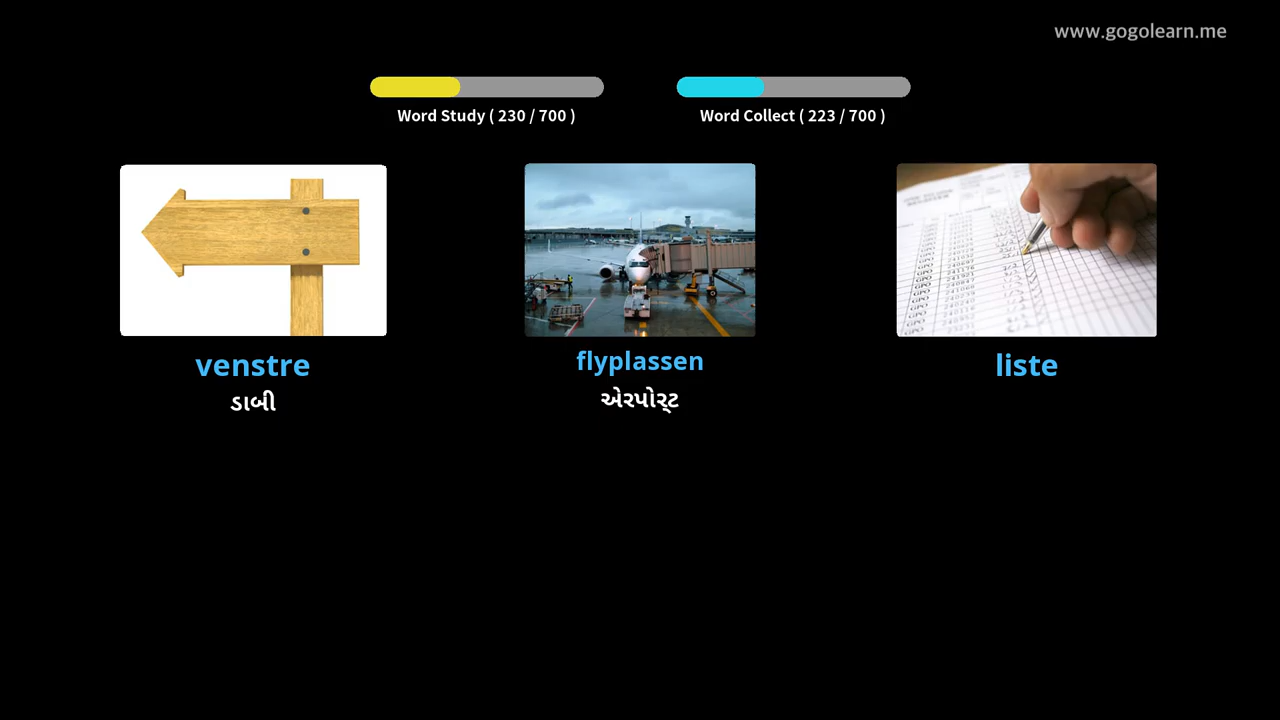 www.gogolearn.me
Word Study ( 230 / 700 )
Word Collect ( 223 / 700 )
venstre
ડાબી
flyplassen
એરપોર્ટ
liste